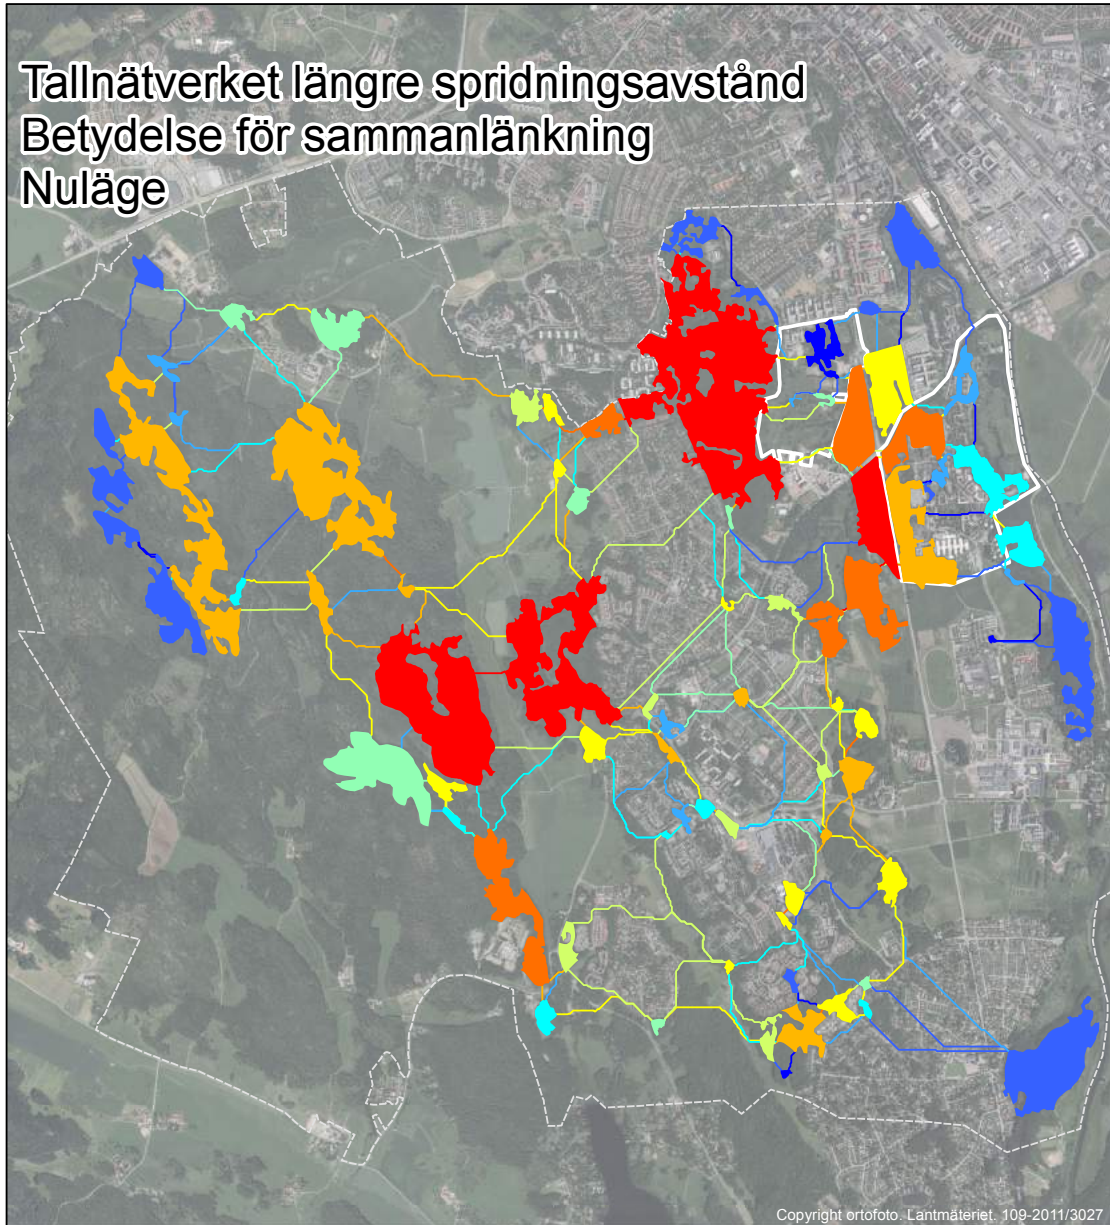 Tallnätverket längre spridningsavstånd
Betydelse för sammanlänkning
Nuläge
Copyright ortofoto. Lantmäteriet. 109-2011/3027